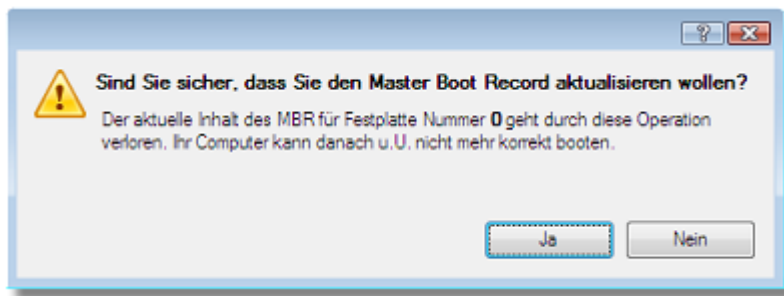 Sind Sie sicher, dass Sie den Master Boot Record aktualisieren wollen?
Der aktuelle Inhalt des MBR für Festplatte Nummer 0 geht durch diese Operation
verloren. Ihr Computer kann danach u.U. nicht mehr korrekt booten.
Ja
Nein